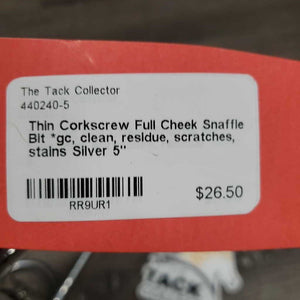 The Tack Collector
440240-5
Thin Corkscrew Full Cheek Snaffle
Bit *gc, clean, residue, scratches,
stains Silver 5"
RR9UR1
$26.50
TACK